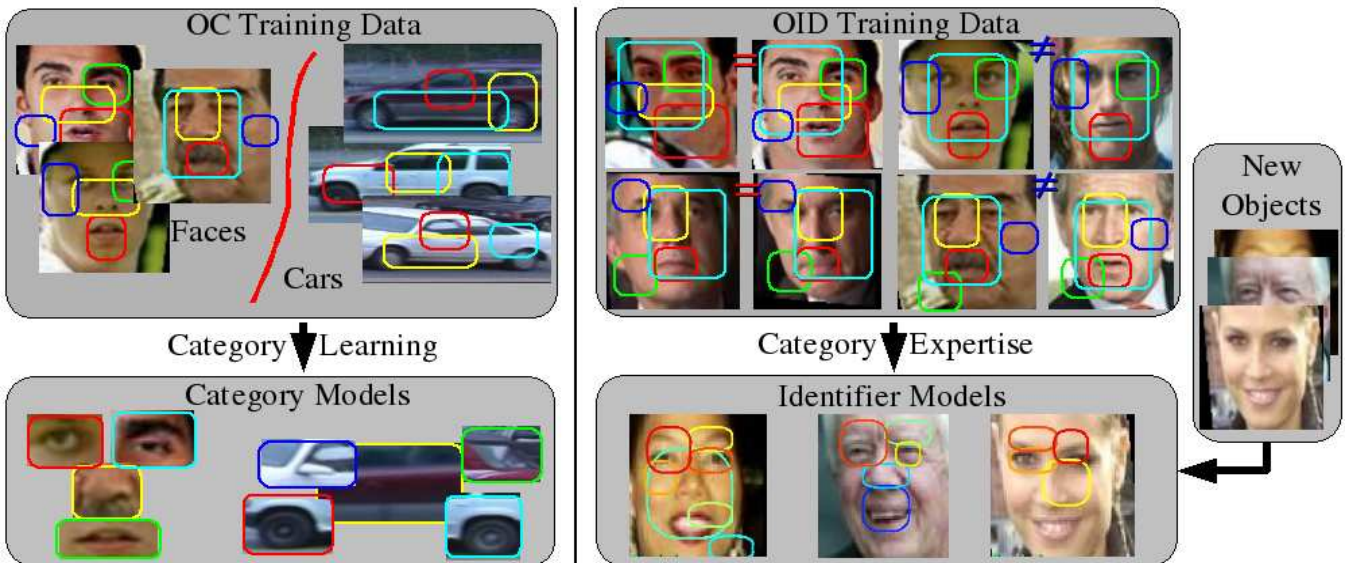 OC Training Data
Faces
Cars
Category Learning
Category Models
OID Training Data
=
≠
=
≠
Category Expertise
New
Objects
Identifier Models